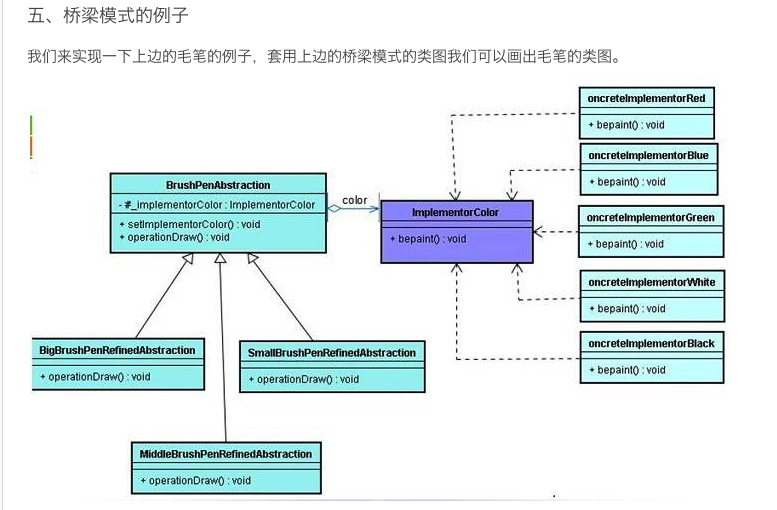 五、桥梁模式的例子
我们来实现一下上边的毛笔的例子，套用上边的桥梁模式的类图我们可以画出毛笔的类图。
oncreteImplementorRed
+ bepaint() : void
oncreteImplementorBlue
+ bepaint() : void
BrushPenAbstraction
- #_implementorColor : ImplementorColor
+ setImplementorColor() : void
+ operationDraw() : void
color
ImplementorColor
+ bepaint() : void
oncreteImplementorGreen
+ bepaint() : void
oncreteImplementorWhite
+ bepaint() : void
oncreteImplementorBlack
+ bepaint() : void
BigBrushPenRefinedAbstraction
+ operationDraw() : void
SmallBrushPenRefinedAbstraction
+ operationDraw() : void
MiddleBrushPenRefinedAbstraction
+ operationDraw() : void